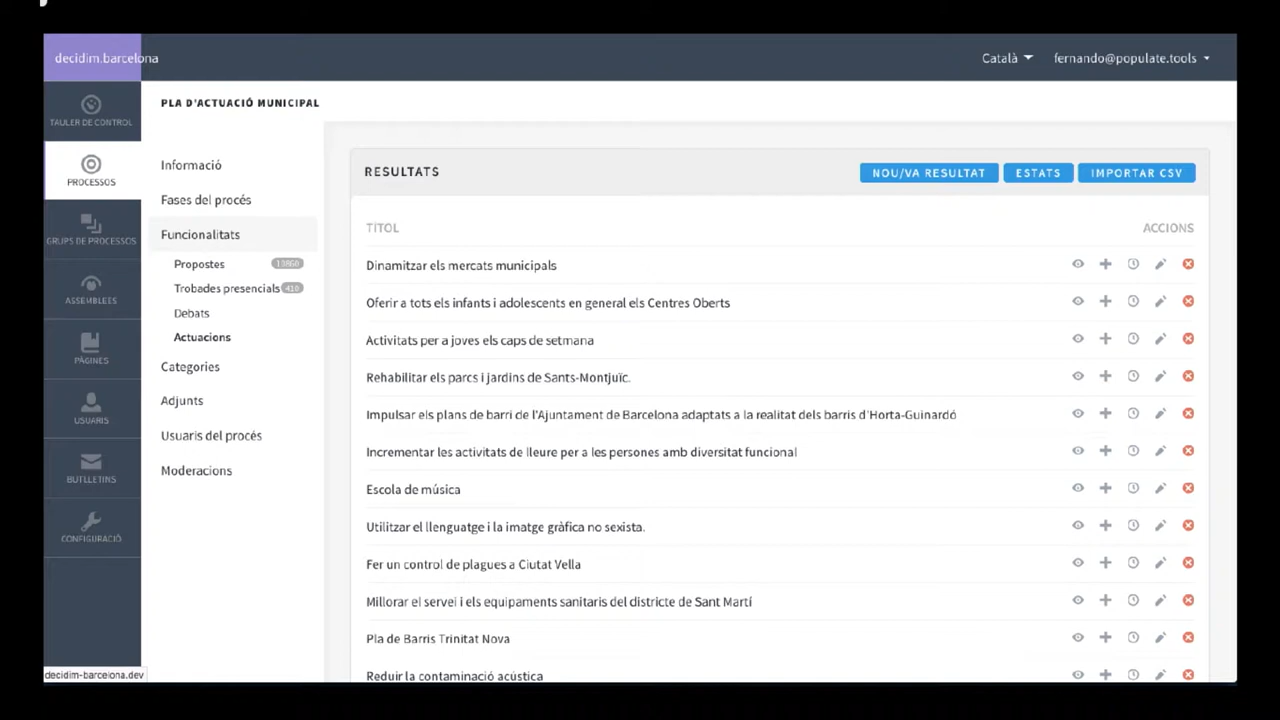 decidim.barcelona
Català
fernando@populate.tools
TAULER DE CONTROL
PROCESSOS
GRUPS DE PROCESSOS
ASSEMBLEES
PÀGINES
USUARIS
BUTLLETINS
CONFIGURACIÓ
PLA D'ACTUACIÓ MUNICIPAL
Informació
Fases del procés
Funcionalitats
Propostes 13860
Trobades presencials 410
Debats
Actuacions
Categories
Adjunts
Usuaris del procés
Moderacions
RESULTATS
NOU/VA RESULTAT
ESTATS
IMPORTAR CSV
TÍTOL
ACCIONS
Dinamitzar els mercats municipals
Oferir a tots els infants i adolescents en general els Centres Oberts
Activitats per a joves els caps de setmana
Rehabilitar els parcs i jardins de Sants-Montjuïc.
Impulsar els plans de barri de l'Ajuntament de Barcelona adaptats a la realitat dels barris d'Horta-Guinardó
Incrementar les activitats de lleure per a les persones amb diversitat funcional
Escola de música
Utilitzar el llenguatge i la imatge gràfica no sexista.
Fer un control de plagues a Ciutat Vella
Millorar el servei i els equipaments sanitaris del districte de Sant Martí
Pla de Barris Trinitat Nova
Reduir la contaminació acústica
decidim-barcelona.dev